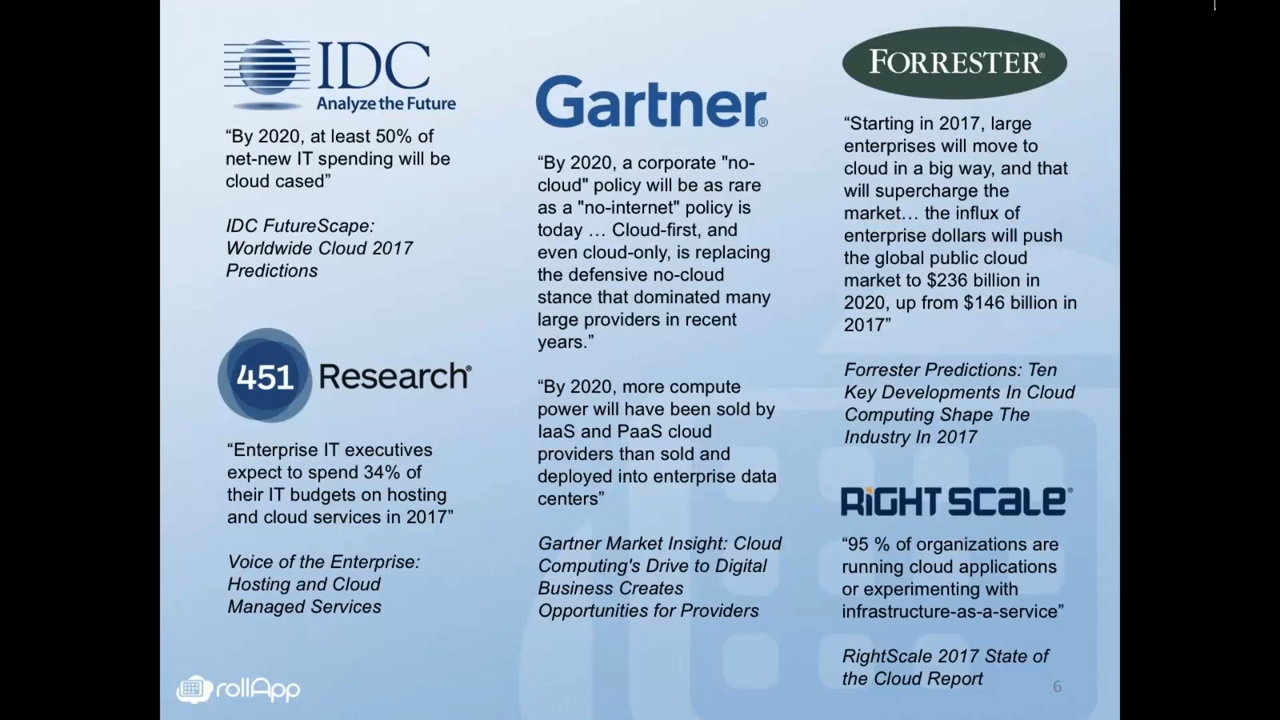 IDC
Analyze the Future
“By 2020, at least 50% of
net-new IT spending will be
cloud cased”
IDC FutureScape:
Worldwide Cloud 2017
Predictions
451 Research®
“Enterprise IT executives
expect to spend 34% of
their IT budgets on hosting
and cloud services in 2017”
Voice of the Enterprise:
Hosting and Cloud
Managed Services
Gartner®
“By 2020, a corporate "no-
cloud" policy will be as rare
as a "no-internet" policy is
today … Cloud-first, and
even cloud-only, is replacing
the defensive no-cloud
stance that dominated many
large providers in recent
years.”
“By 2020, more compute
power will have been sold by
IaaS and PaaS cloud
providers than sold and
deployed into enterprise data
centers”
Gartner Market Insight: Cloud
Computing's Drive to Digital
Business Creates
Opportunities for Providers
FORRESTER®
“Starting in 2017, large
enterprises will move to
cloud in a big way, and that
will supercharge the
market… the influx of
enterprise dollars will push
the global public cloud
market to $236 billion in
2020, up from $146 billion in
2017”
Forrester Predictions: Ten
Key Developments In Cloud
Computing Shape The
Industry In 2017
RiGHT SCALE®
“95 % of organizations are
running cloud applications
or experimenting with
infrastructure-as-a-service”
RightScale 2017 State of
the Cloud Report
rollApp
6